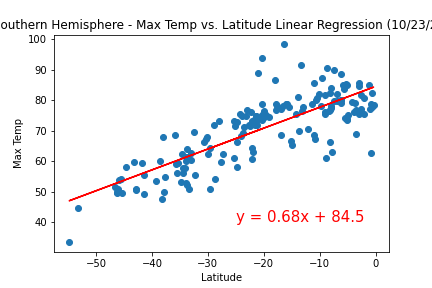 outhern Hemisphere - Max Temp vs. Latitude Linear Regression (10/23/2
100
90
80
70
60
50
40
Max Temp
y = 0.68x + 84.5
−50 −40 −30 −20 −10 0
Latitude